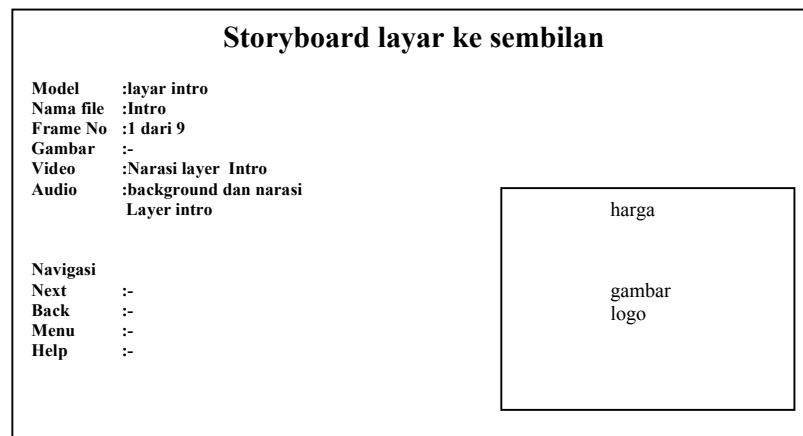 Storyboard layar ke sembilan
Model :layar intro
Nama file :Intro
Frame No :1 dari 9
Gambar :-
Video :Narasi layer Intro
Audio :background dan narasi
Layer intro
Navigasi
Next :-
Back :-
Menu :-
Help :-
harga
gambar
logo